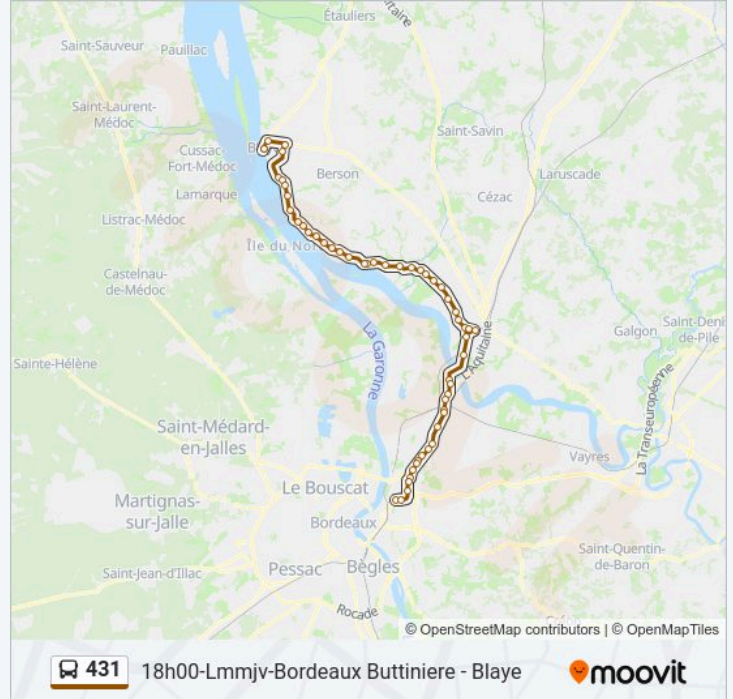 Étauliers
Saint-Sauveur
Pauillac
Saint-Laurent-
Médoc
Saint-Savin
Cussac-
Fort-Médoc
Berson
Laruscade
Lamarque
Cézac
Listrac-Médoc
Île du Nor
Castelnau-
de-Médoc
La Garonne
L'Aquitaine
Galgon
Saint-Deni
de-Pile
Sainte-Hélène
La Transeuropéenne
Saint-Médard-
en-Jalles
Vayres
Le Bouscat
Martignas-
sur-Jalle
Bordeaux
Saint-Quentin-
de-Baron
Saint-Jean-d'Illac
Pessac
Bègles
Rocade
© OpenStreetMap contributors | © OpenMapTiles
431 18h00-Lmmjv-Bordeaux Buttiniere - Blaye moovit